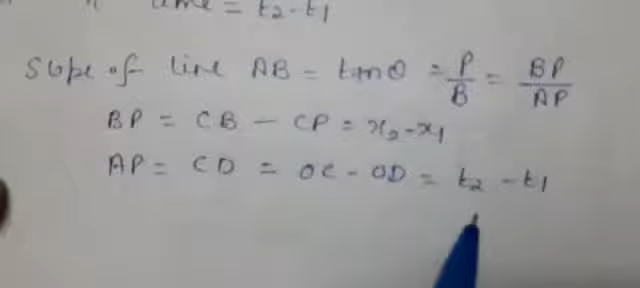 time = t₂-t₁
Slope of line AB = tanθ = P/B = BP/AP
BP = CB - CP = x₂-x₁
AP = CD = OC - OD = t₂ - t₁